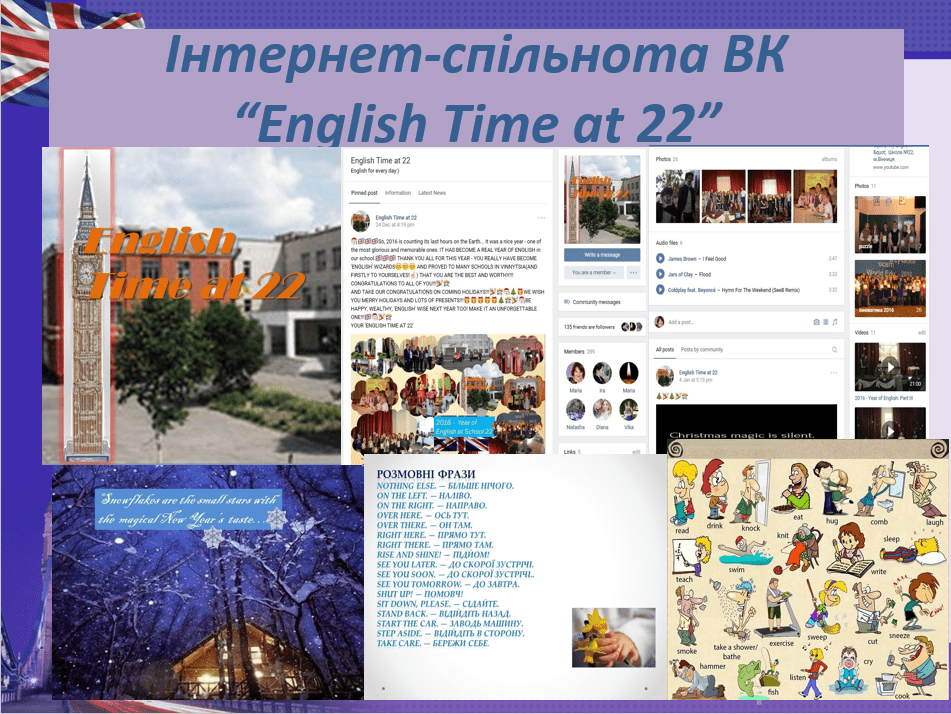 Інтернет-спільнота ВК
“English Time at 22”
English
Time at 22
English Time at 22
English for every day:)
Pinned post Information Latest News
English Time at 22
24 Dec at 4:19 pm
So, 2016 is counting its last hours on the Earth... It was a nice year - one of
the most glorious and memorable ones: IT HAS BECOME A REAL YEAR OF ENGLISH in
our school. THANK YOU ALL FOR THIS YEAR - YOU REALLY HAVE BECOME
'ENGLISH' WIZARDS AND PROVED TO MANY SCHOOLS IN VINNYTSIA(AND
FIRSTLY TO YOURSELVES! ) THAT YOU ARE THE BEST AND WORTHY!!!
CONGRATULATIONS TO ALL OF YOU!!
AND TAKE OUR CONGRATULATIONS ON COMING HOLIDAYS!! WE WISH
YOU MERRY HOLIDAYS AND LOTS OF PRESENTS!!! BE
HAPPY, WEALTHY, 'ENGLISH' WISE NEXT YEAR TOO! MAKE IT AN UNFORGETTABLE
ONE!!!
YOUR 'ENGLISH TIME AT 22'
2016 - Year of
English at School 22
Write a message
You are a member
Community messages
135 friends are followers
Members 289
Maria Ira Maria
Natasha Diana Vika
Links 5 edit
Photos 26 albums
Audio files 6
James Brown – I Feel Good 2:47
Jars of Clay – Flood
Coldplay feat. Beyoncé – Hymn For The Weekend (SeeB Remix) 3:32
Add a post...
All posts Posts by community
English Time at 22
4 Jan at 5:15 pm
Christmas magic is silent.
&quot, Школа №22,
м.Вінниця
www.youtube.com
Photos 11
puzzle
26
Videos 11 edit
21:00
2016 - Year of English. Part III
"Snowflakes are the small stars with
the magical New Year's taste...
РОЗМОВНІ ФРАЗИ
NOTHING ELSE. — БІЛЬШЕ НІЧОГО.
ON THE LEFT. — НАЛІВО.
ON THE RIGHT. — НАПРАВО.
OVER HERE. — ОСЬ ТУТ.
OVER THERE. — ОН ТАМ.
RIGHT HERE. — ПРЯМО ТУТ.
RIGHT THERE. — ПРЯМО ТАМ.
RISE AND SHINE! — ПІДЙОМ!
SEE YOU LATER. — ДО СКОРОЇ ЗУСТРІЧІ.
SEE YOU SOON. — ДО СКОРОЇ ЗУСТРІЧІ..
SEE YOU TOMORROW. — ДО ЗАВТРА.
SHUT UP! — ПОМОВЧ!
SIT DOWN, PLEASE. — СІДАЙТЕ.
STAND BACK. — ВІДІЙДІТЬ НАЗАД.
START THE CAR. — ЗАВОДЬ МАШИНУ.
STEP ASIDE. — ВІДІЙДІТЬ В СТОРОНУ.
TAKE CARE. — БЕРЕЖИ СЕБЕ.
read drink knock eat hug comb laugh
teach swim knit write sleep
smoke take a shower/
bathe exercise sweep cut sneeze
hammer fish listen cry cook